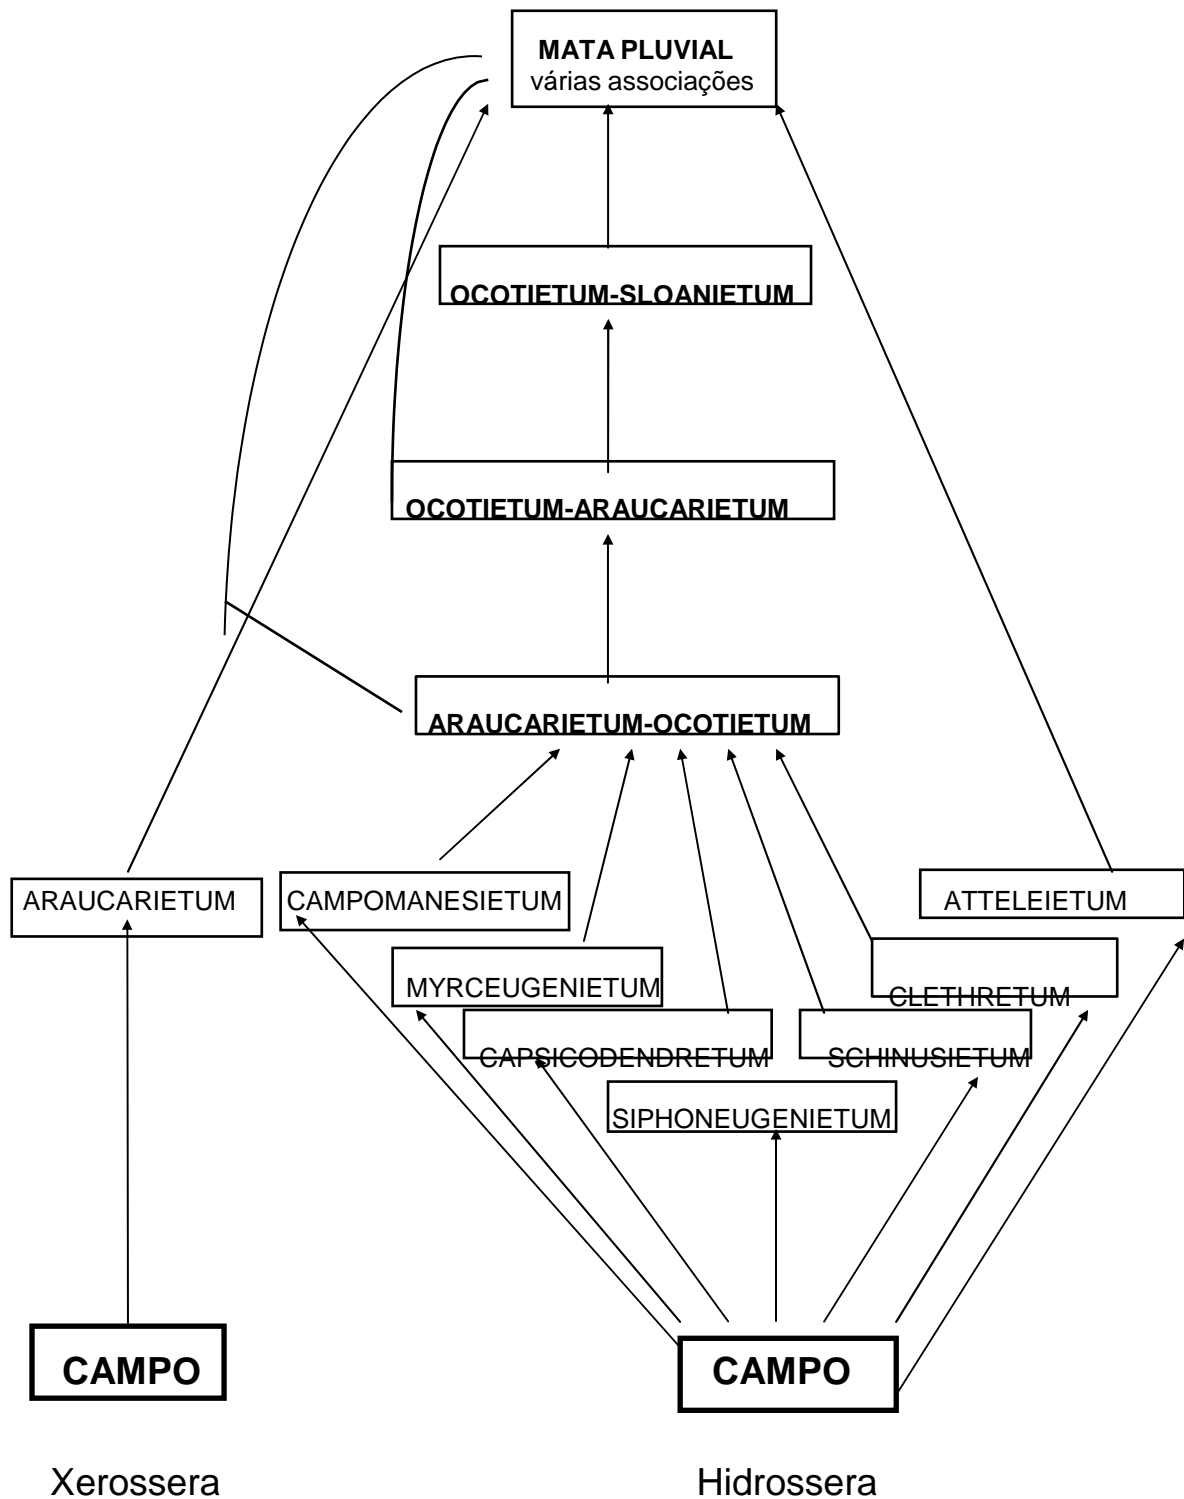 MATA PLUVIAL
várias associações
OCOTIETUM-SLOANIETUM
OCOTIETUM-ARAUCARIETUM
ARAUCARIETUM-OCOTIETUM
ARAUCARIETUM
CAMPOMANESIETUM
ATTELEIETUM
MYRCEUGENIETUM
CLETHRETUM
CAPSICODENDRETUM
SCHINUSIETUM
SIPHONEUGENIETUM
CAMPO
CAMPO
Xerossera
Hidrossera